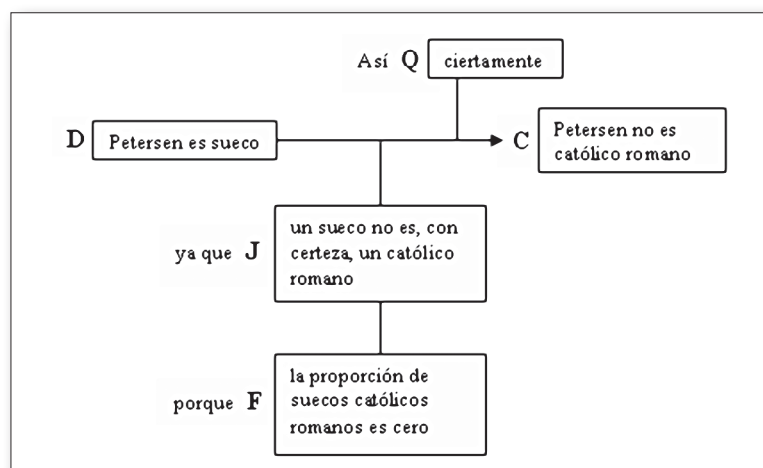 Así Q ciertamente
D Petersen es sueco
C Petersen no es
católico romano
ya que J un sueco no es, con
certeza, un católico
romano
porque F la proporción de
suecos católicos
romanos es cero